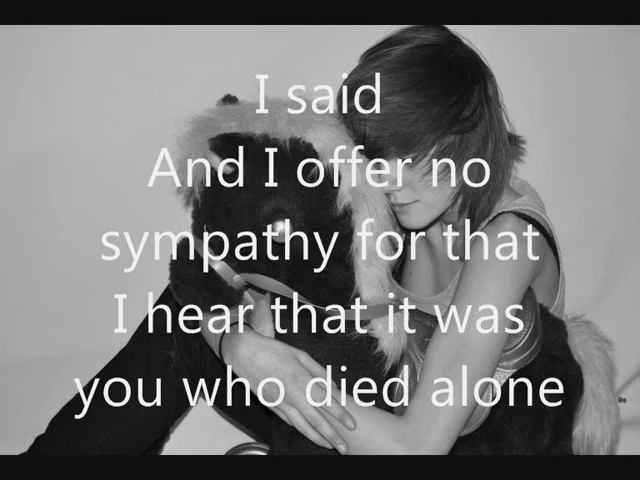 I said
And I offer no
sympathy for that
I hear that it was
you who died alone